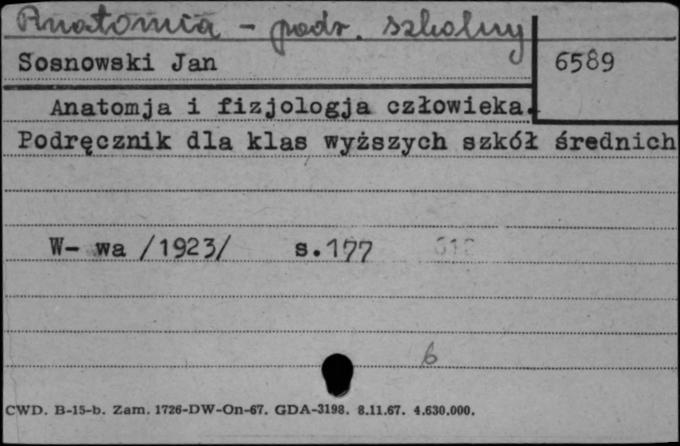 Anatomia - podr. szkolny
Sosnowski Jan
6589
Anatomja i fizjologja człowieka.
Podręcznik dla klas wyższych szkół średnich
W- wa /1923/ s.177
6
CWD. B-15-b. Zam. 1726-DW-On-67. GDA-3198. 8.11.67. 4.630.000.